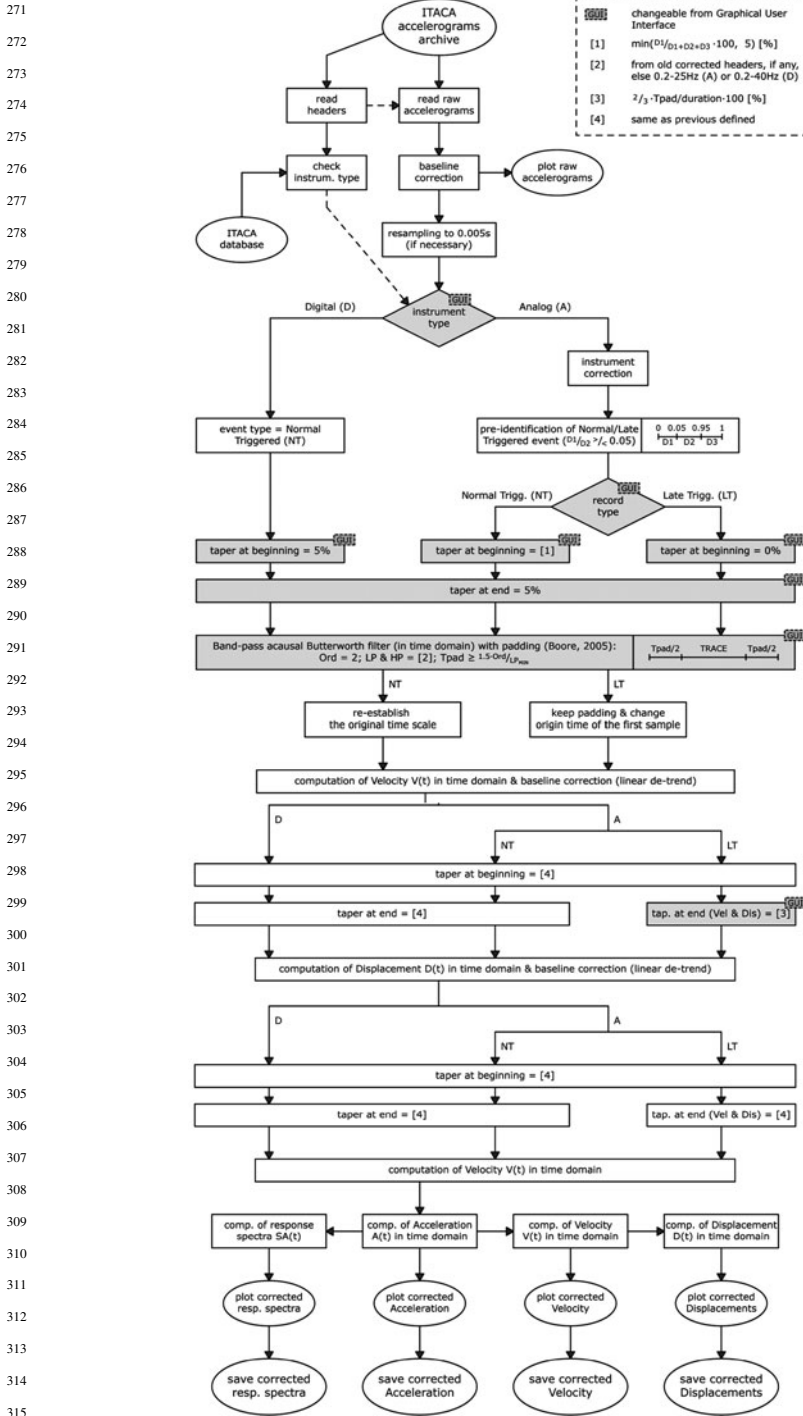 271
272
273
274
275
276
277
278
279
280
281
282
283
284
285
286
287
288
289
290
291
292
293
294
295
296
297
298
299
300
301
302
303
304
305
306
307
308
309
310
311
312
313
314
315
ITACA
accelerograms
archive
GUI changeable from Graphical User
Interface
[1] min(D1/D1+D2+D3·100, 5) [%]
[2] from old corrected headers, if any,
else 0.2-25Hz (A) or 0.2-40Hz (D)
[3] 2/3·Tpad/duration·100 [%]
[4] same as previous defined
read
headers
read raw
accelerograms
check
instrum. type
baseline
correction
plot raw
accelerograms
ITACA
database
resampling to 0.005s
(if necessary)
GUI
instrument
type
Digital (D)
Analog (A)
instrument
correction
event type = Normal
Triggered (NT)
pre-identification of Normal/Late
Triggered event (D1/D2 >/< 0.05)
0 0.05 0.95 1
D1 D2 D3
Normal Trigg. (NT)
GUI
record
type
Late Trigg. (LT)
GUI
taper at beginning = 5%
GUI
taper at beginning = [1]
GUI
taper at beginning = 0%
GUI
taper at end = 5%
GUI
Band-pass acausal Butterworth filter (in time domain) with padding (Boore, 2005):
Ord = 2; LP & HP = [2]; Tpad ≥ 1.5·Ord/LPmin
Tpad/2 TRACE Tpad/2
NT
LT
re-establish
the original time scale
keep padding & change
origin time of the first sample
computation of Velocity V(t) in time domain & baseline correction (linear de-trend)
D
A
NT
LT
taper at beginning = [4]
taper at end = [4]
GUI
tap. at end (Vel & Dis) = [3]
computation of Displacement D(t) in time domain & baseline correction (linear de-trend)
D
A
NT
LT
taper at beginning = [4]
taper at end = [4]
tap. at end (Vel & Dis) = [4]
computation of Velocity V(t) in time domain
comp. of response
spectra SA(t)
comp. of Acceleration
A(t) in time domain
comp. of Velocity
V(t) in time domain
comp. of Displacement
D(t) in time domain
plot corrected
resp. spectra
plot corrected
Acceleration
plot corrected
Velocity
plot corrected
Displacements
save corrected
resp. spectra
save corrected
Acceleration
save corrected
Velocity
save corrected
Displacements